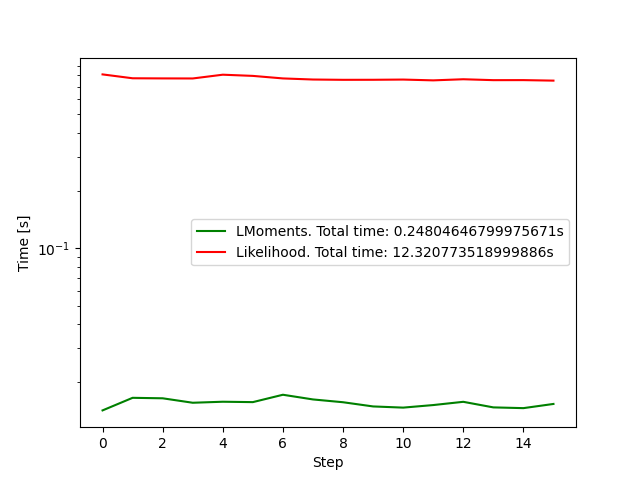 Time [s]
10⁻¹
LMoments. Total time: 0.24804646799975671s
Likelihood. Total time: 12.320773518999886s
0 2 4 6 8 10 12 14
Step